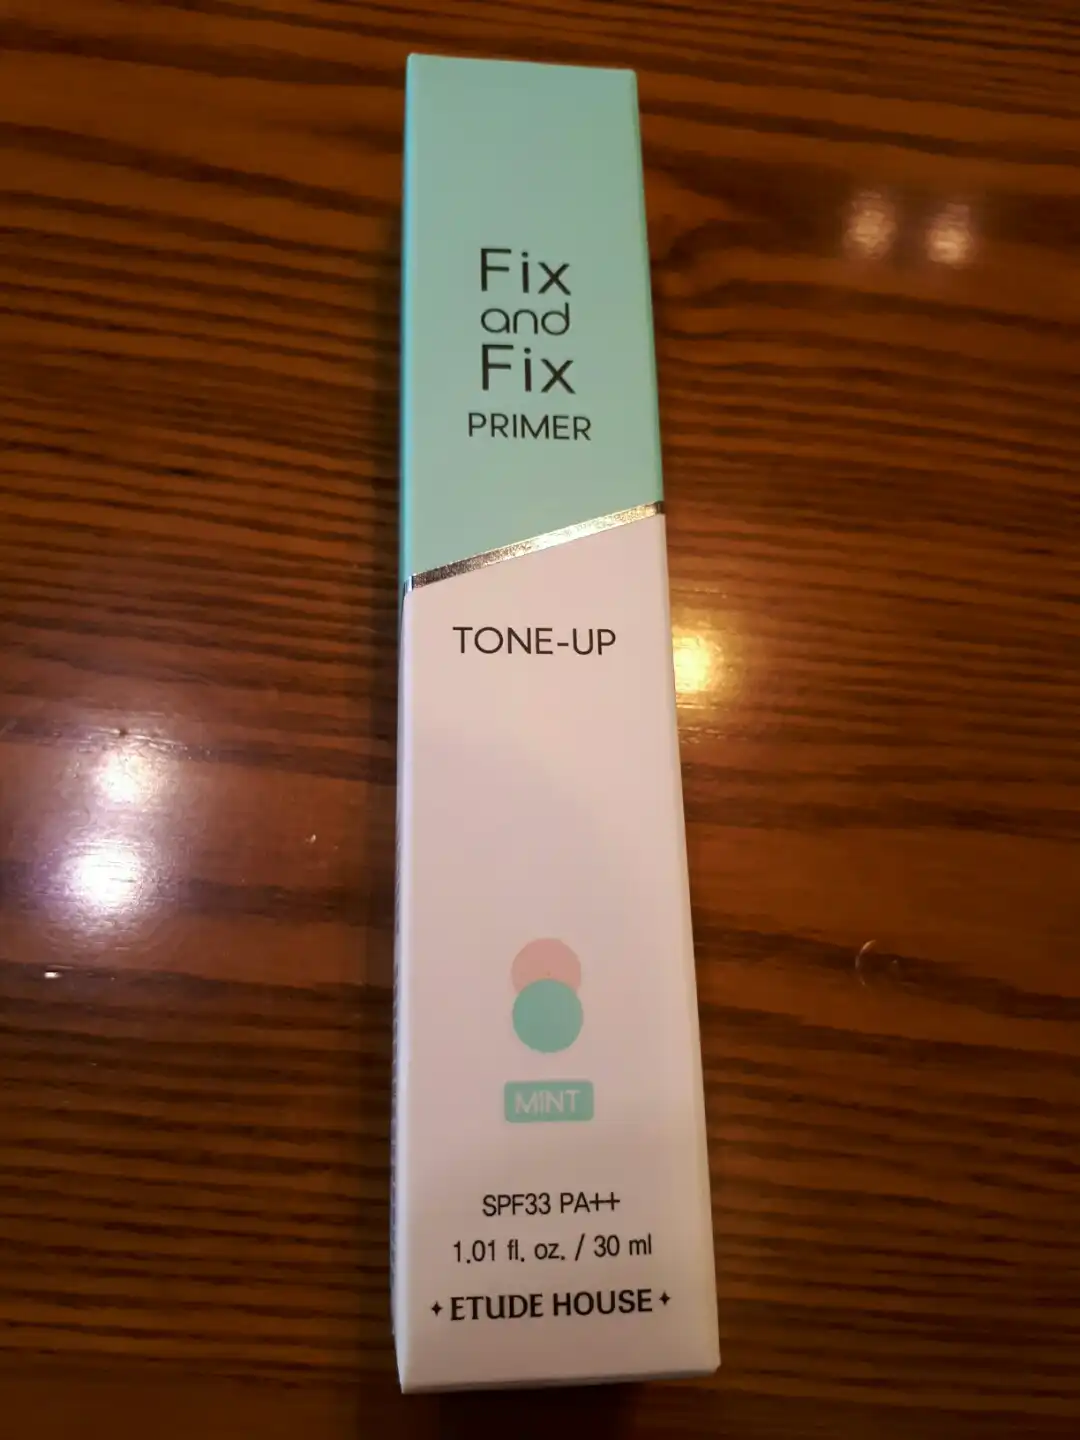 Fix
and
Fix
PRIMER
TONE-UP
MINT
SPF33 PA++
1.01 fl. oz. / 30 ml
ETUDE HOUSE